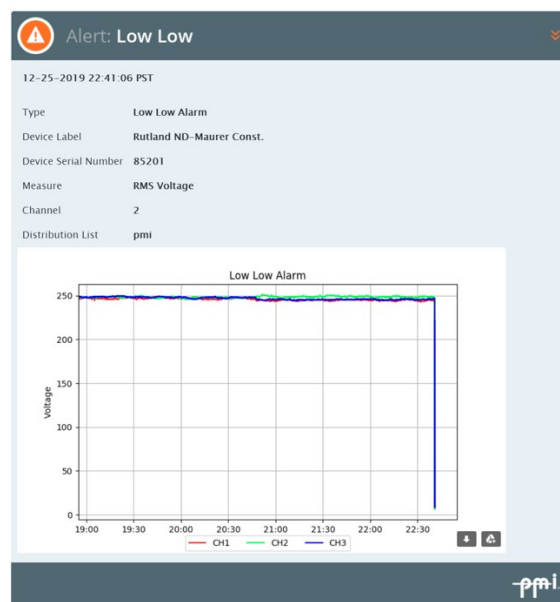 Alert: Low Low
12-25-2019 22:41:06 PST
Type Low Low Alarm
Device Label Rutland ND-Maurer Const.
Device Serial Number 85201
Measure RMS Voltage
Channel 2
Distribution List pmi
Low Low Alarm
250
200
150
100
50
0
Voltage
19:00 19:30 20:00 20:30 21:00 21:30 22:00 22:30
CH1 CH2 CH3
pmi